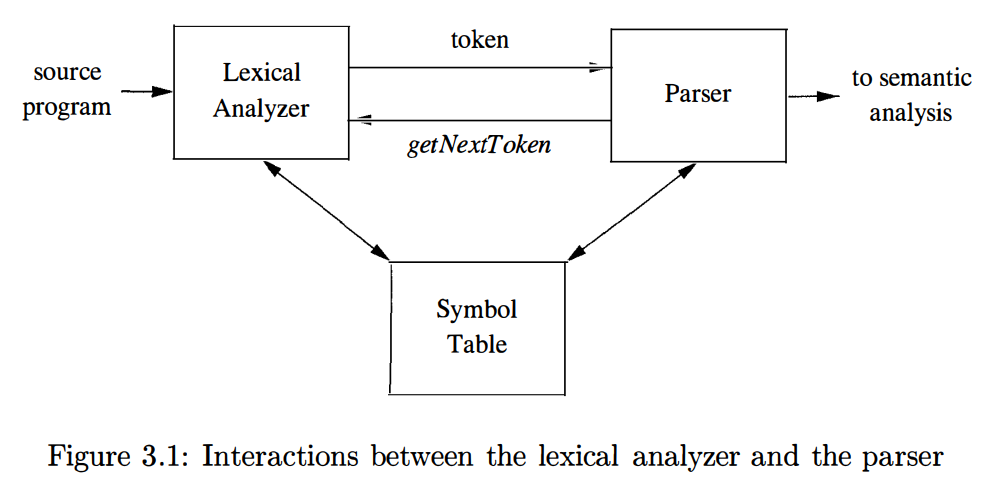 token
source
program
Lexical
Analyzer
Parser
to semantic
analysis
getNextToken
Symbol
Table
Figure 3.1: Interactions between the lexical analyzer and the parser